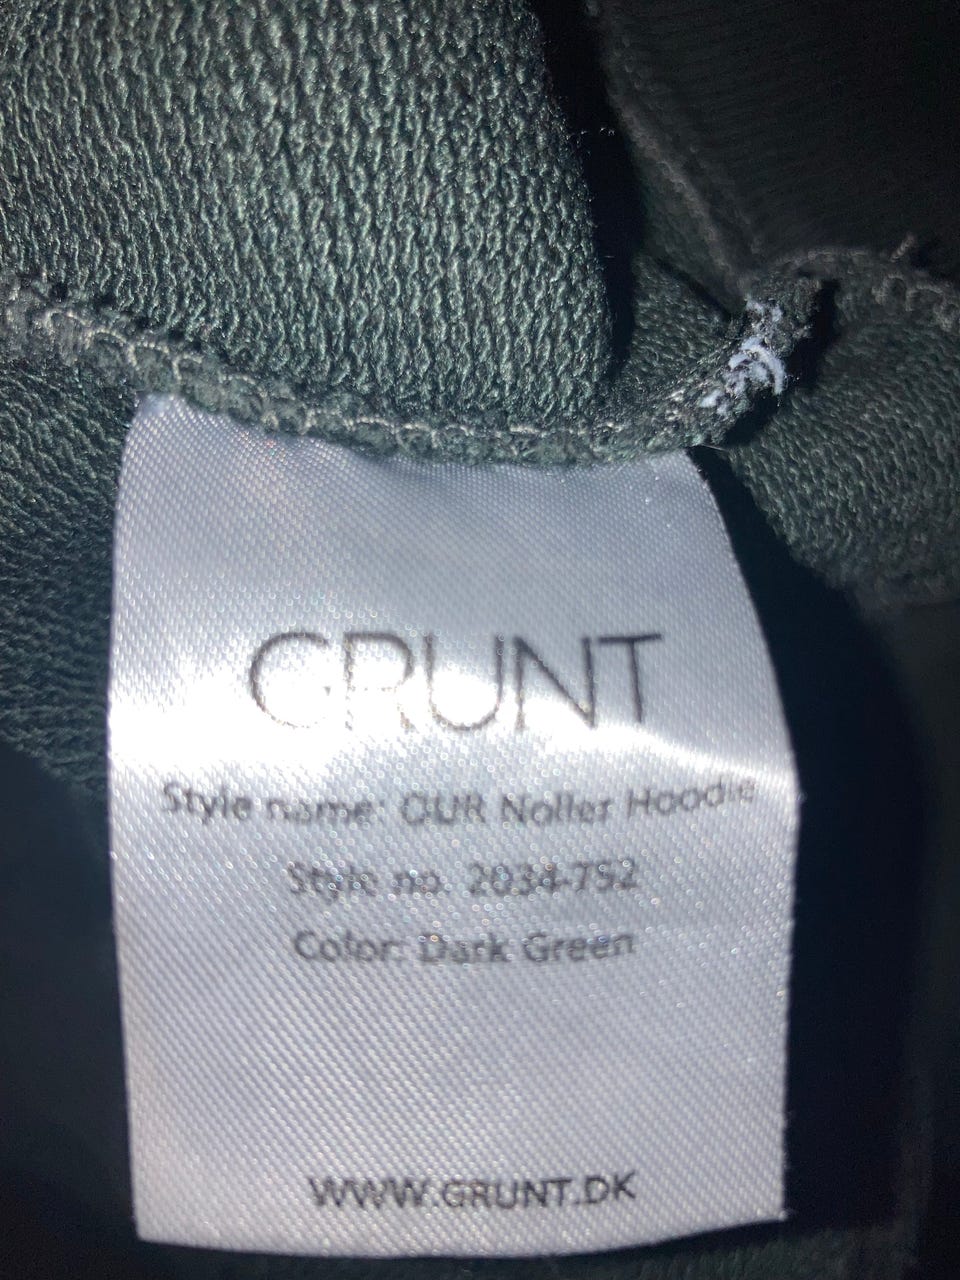 GRUNT
Style name: OUR Noller Hoodie
Style no. 2034-752
Color: Dark Green
WWW.GRUNT.DK